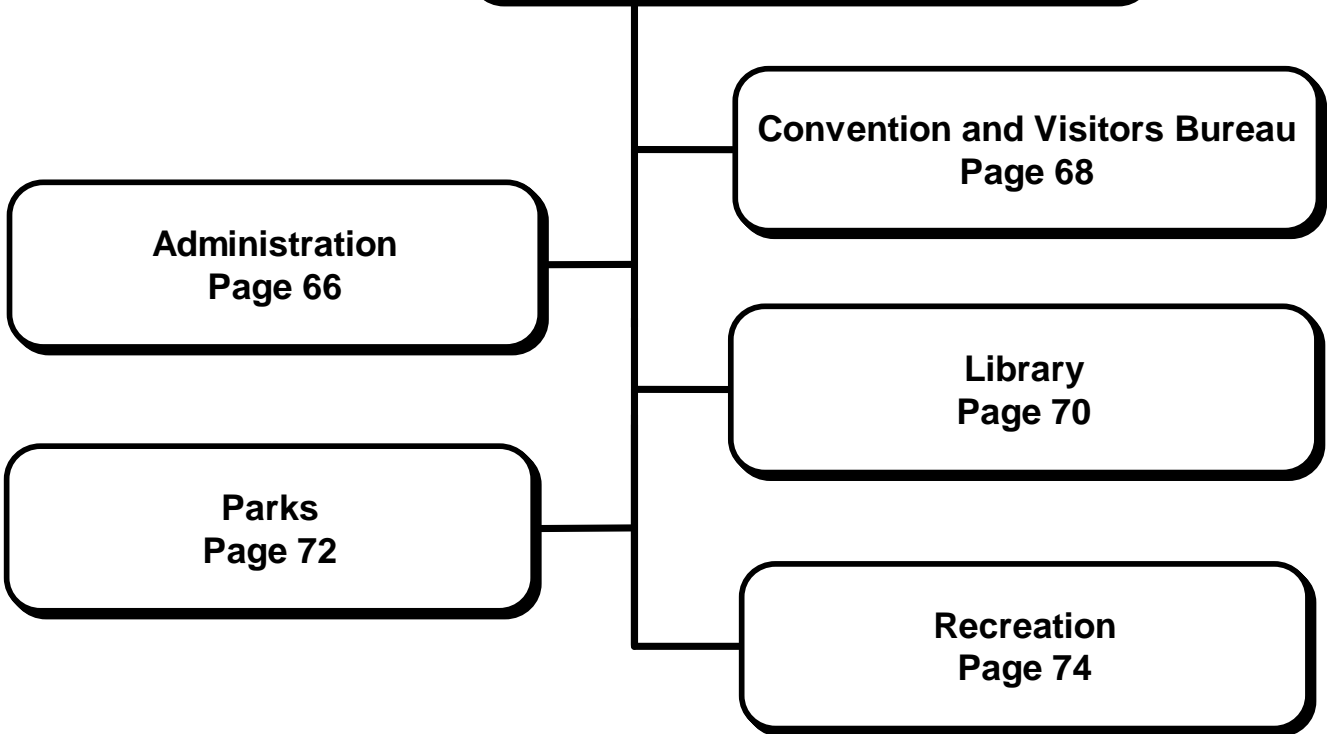 Convention and Visitors Bureau
Page 68
Administration
Page 66
Library
Page 70
Parks
Page 72
Recreation
Page 74